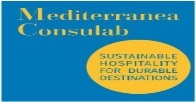 Mediterranea
Consulab
SUSTAINABLE
HOSPITALITY
FOR DURABLE
DESTINATIONS